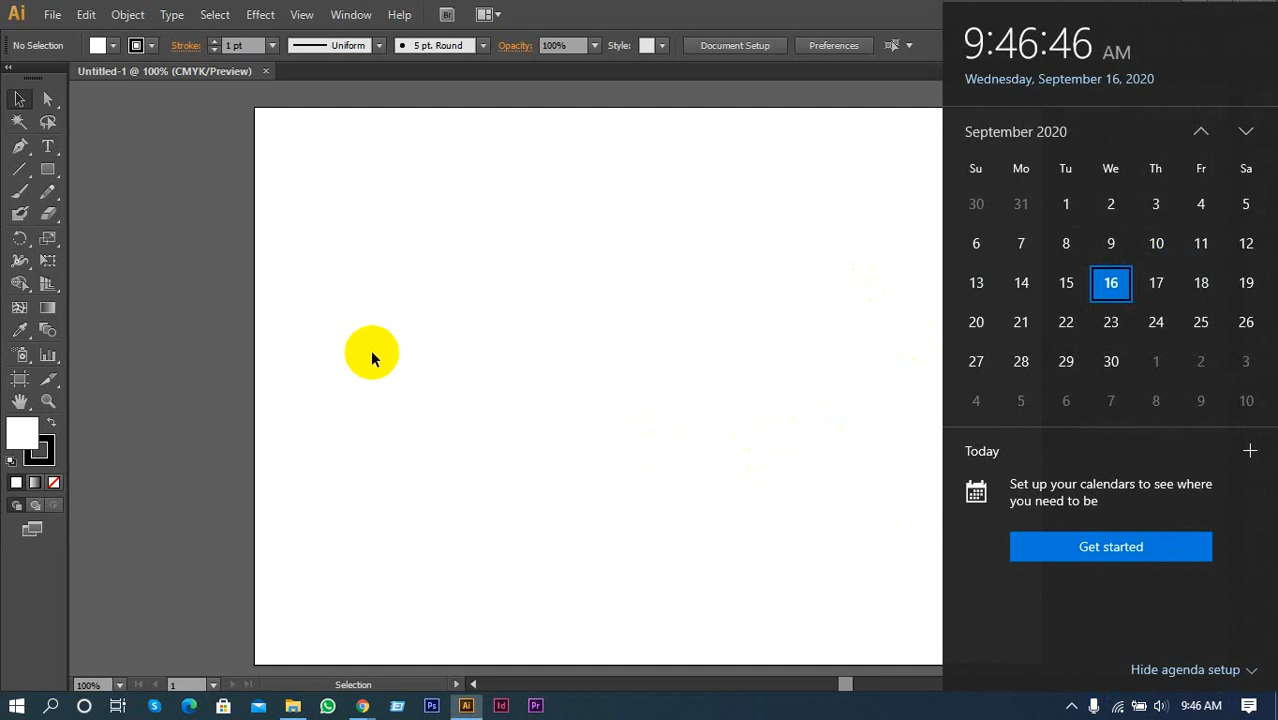 Ai File Edit Object Type Select Effect View Window Help Br
No Selection Stroke: 1 pt Uniform 5 pt. Round Opacity: 100% Style: Document Setup Preferences
Untitled-1 @ 100% (CMYK/Preview) ×
T
9:46:46 AM
Wednesday, September 16, 2020
September 2020
Su Mo Tu We Th Fr Sa
30 31 1 2 3 4 5
6 7 8 9 10 11 12
13 14 15 16 17 18 19
20 21 22 23 24 25 26
27 28 29 30 1 2 3
4 5 6 7 8 9 10
Today
Set up your calendars to see where
you need to be
Get started
Hide agenda setup
100% 1 Selection
S Ps Ai Id Pr 9:46 AM